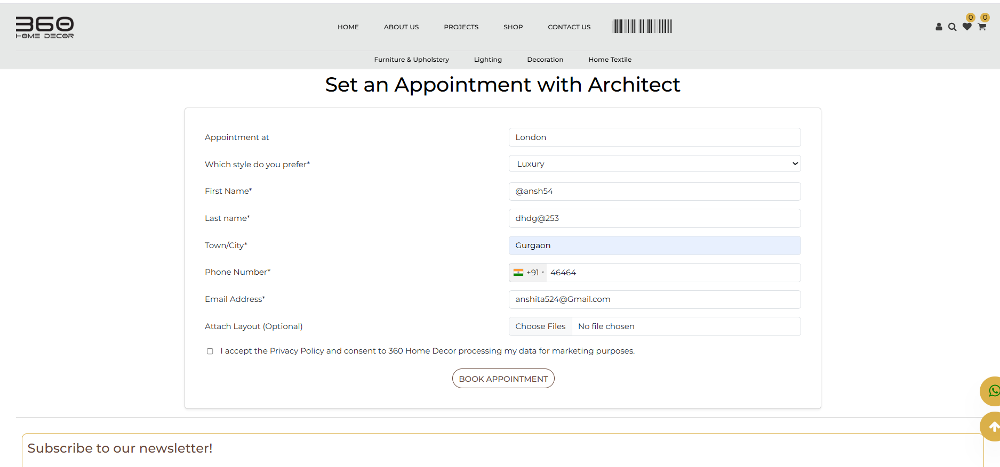 360
HOME DECOR
HOME ABOUT US PROJECTS SHOP CONTACT US
0 0
Furniture & Upholstery Lighting Decoration Home Textile
Set an Appointment with Architect
Appointment at London
Which style do you prefer* Luxury
First Name* @ansh54
Last name* dhdg@253
Town/City* Gurgaon
Phone Number* +91 46464
Email Address* anshita524@Gmail.com
Attach Layout (Optional) Choose Files No file chosen
I accept the Privacy Policy and consent to 360 Home Decor processing my data for marketing purposes.
BOOK APPOINTMENT
Subscribe to our newsletter!